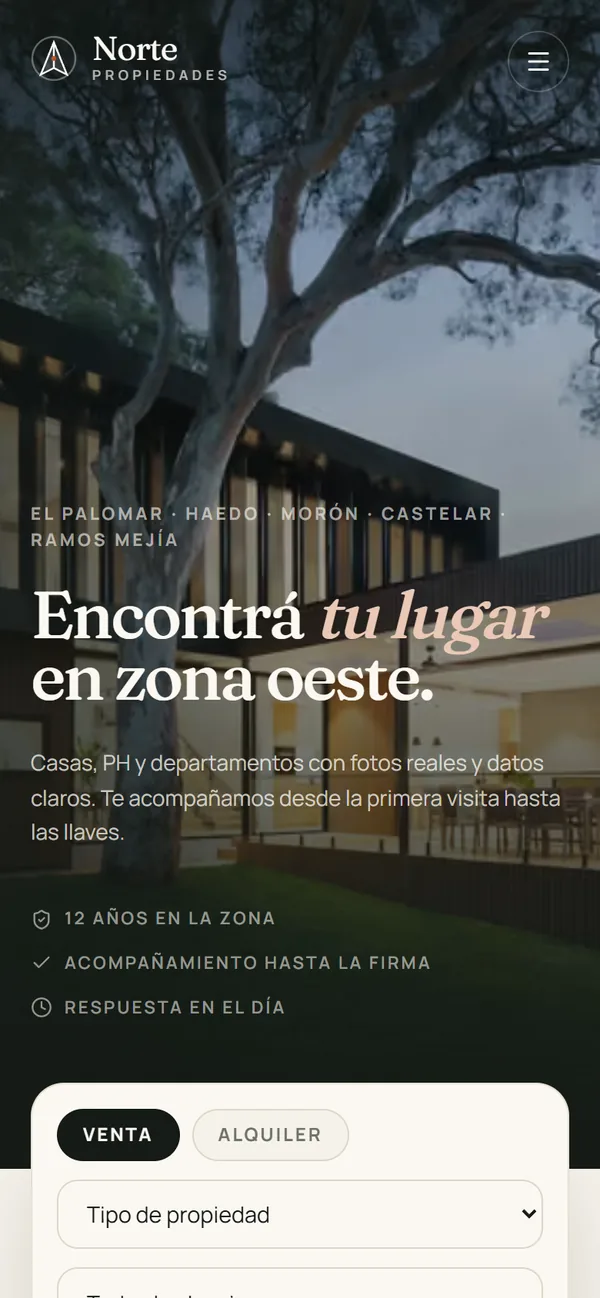 Norte
PROPIEDADES
EL PALOMAR · HAEDO · MORÓN · CASTELAR ·
RAMOS MEJÍA
Encontrá tu lugar
en zona oeste.
Casas, PH y departamentos con fotos reales y datos
claros. Te acompañamos desde la primera visita hasta
las llaves.
12 AÑOS EN LA ZONA
ACOMPAÑAMIENTO HASTA LA FIRMA
RESPUESTA EN EL DÍA
VENTA
ALQUILER
Tipo de propiedad